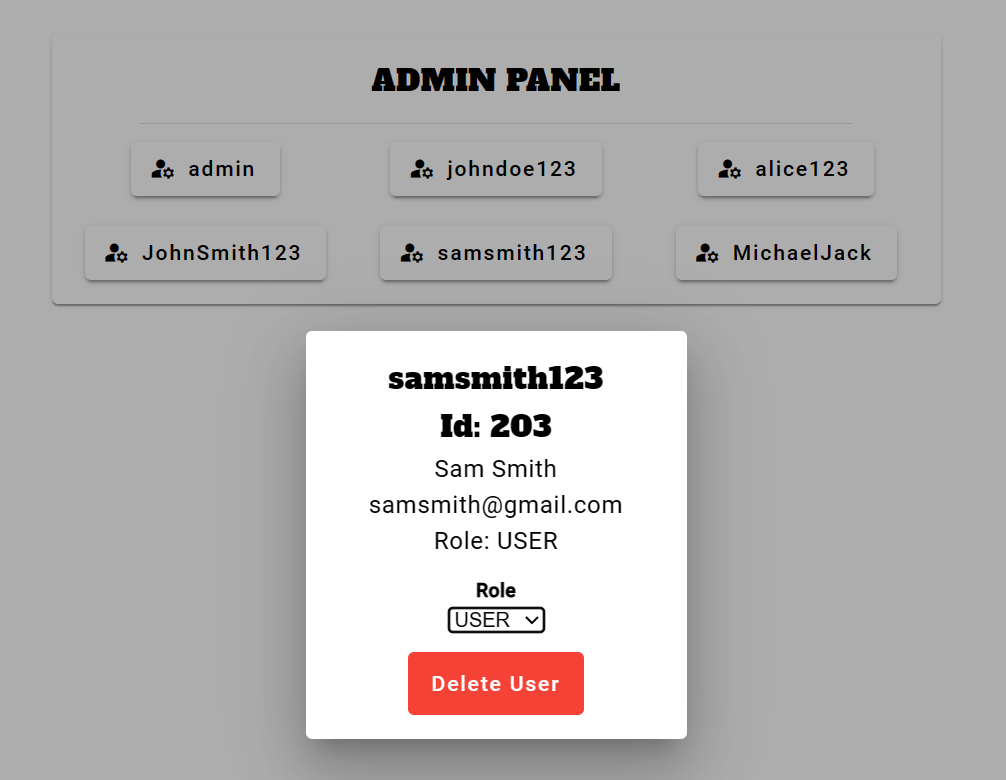 ADMIN PANEL
admin johndoe123 alice123
JohnSmith123 samsmith123 MichaelJack
samsmith123
Id: 203
Sam Smith
samsmith@gmail.com
Role: USER
Role
USER
Delete User